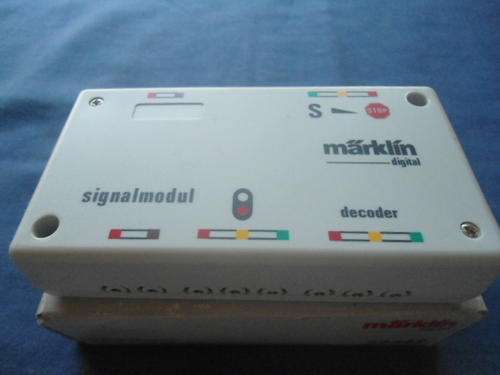 S STOP
märklin
digital
signalmodul
decoder
märklin